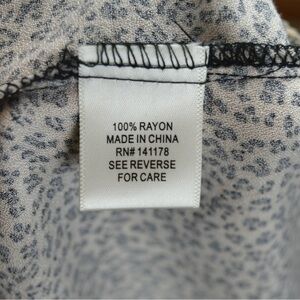 100% RAYON
MADE IN CHINA
RN# 141178
SEE REVERSE
FOR CARE